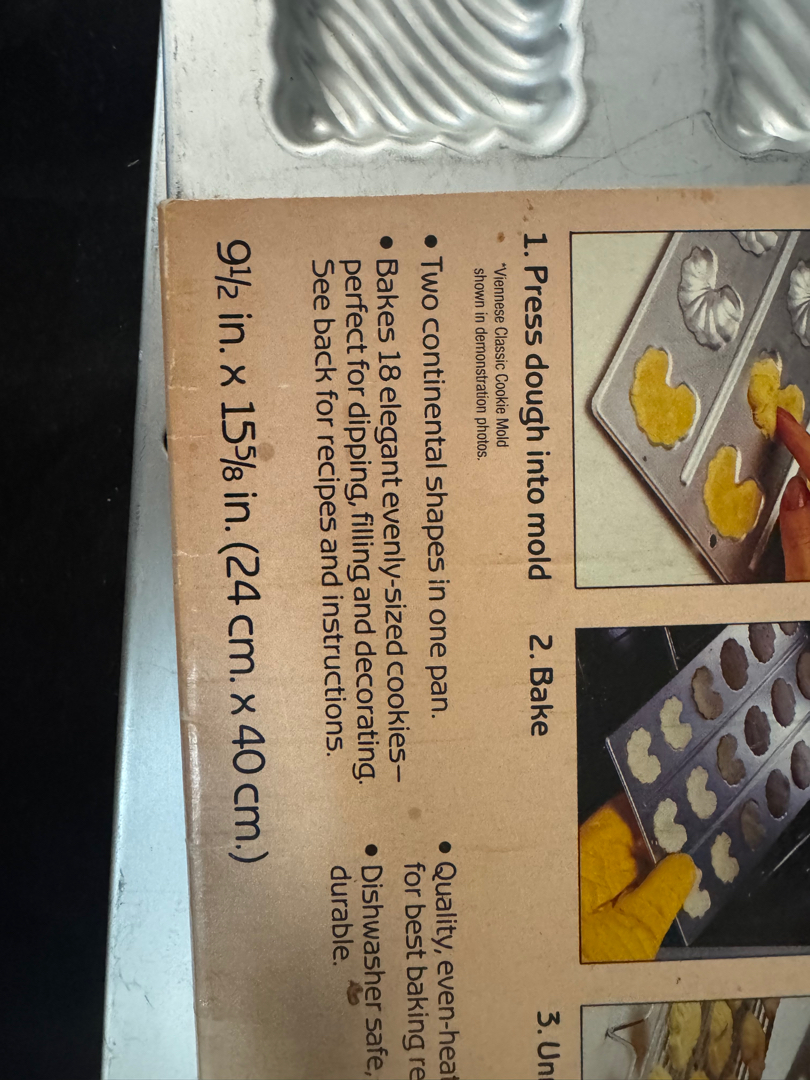 1. Press dough into mold
2. Bake
3.
*Viennese Classic Cookie Mold
shown in demonstration photos.
• Two continental shapes in one pan.
• Bakes 18 elegant evenly-sized cookies—
perfect for dipping, filling and decorating.
See back for recipes and instructions.
• Quality, even-heat
for best baking
• Dishwasher safe,
durable.
9½ in. x 15⅝ in. (24 cm. x 40 cm.)